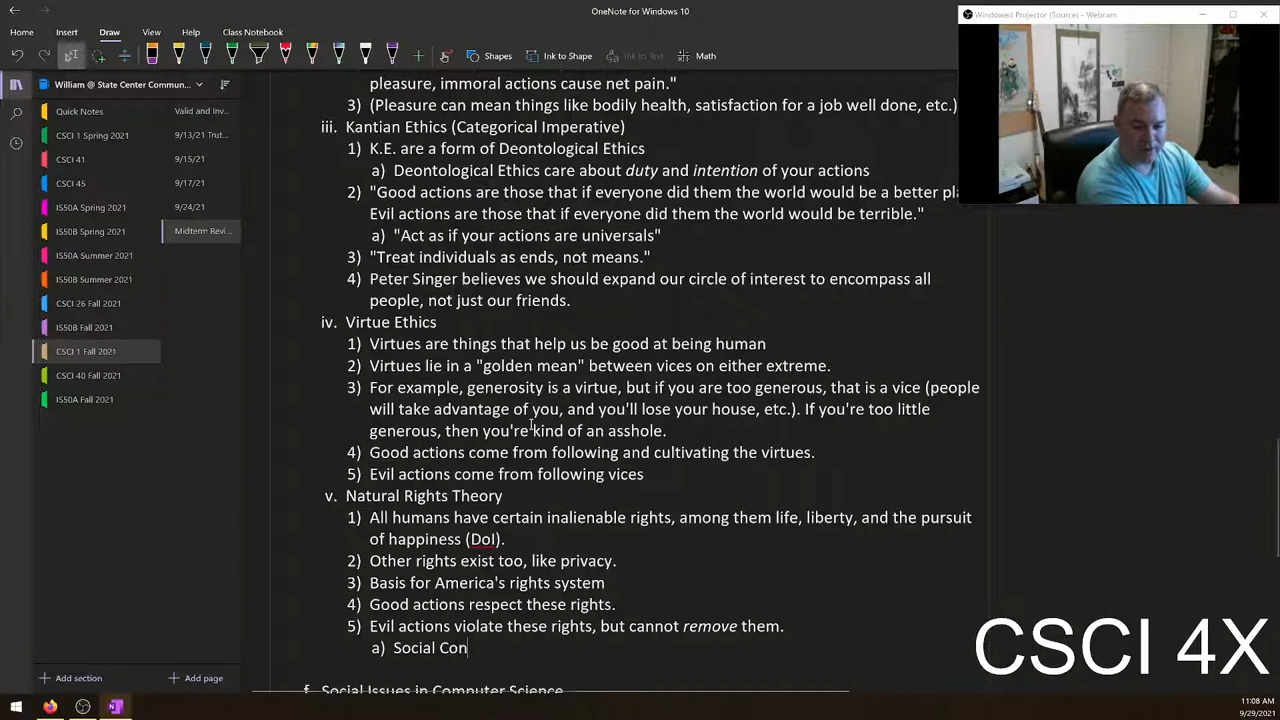 OneNote for Windows 10
Windowed Projector (Source) - Webcam
Home Insert Draw View Help Class Notebook
Shapes Ink to Shape Ink to Text Math
William @ State Center Commun...
Quick Notes
CSCI 1 Spring 2021
CSCI 41
CSCI 45
IS50A Spring 2021
IS50B Spring 2021
IS50A Summer 2021
IS50B Summer 2021
CSCI 26 Fall 2021
IS50B Fall 2021
CSCI 1 Fall 2021
CSCI 40 Fall 2021
IS50A Fall 2021
Valid and Inv...
9/13/21 Trut...
9/15/21
9/17/21
9/24/21
Midterm Revi...
pleasure, immoral actions cause net pain."
3) (Pleasure can mean things like bodily health, satisfaction for a job well done, etc.)
iii. Kantian Ethics (Categorical Imperative)
1) K.E. are a form of Deontological Ethics
a) Deontological Ethics care about duty and intention of your actions
2) "Good actions are those that if everyone did them the world would be a better pla
Evil actions are those that if everyone did them the world would be terrible."
a) "Act as if your actions are universals"
3) "Treat individuals as ends, not means."
4) Peter Singer believes we should expand our circle of interest to encompass all
people, not just our friends.
iv. Virtue Ethics
1) Virtues are things that help us be good at being human
2) Virtues lie in a "golden mean" between vices on either extreme.
3) For example, generosity is a virtue, but if you are too generous, that is a vice (people
will take advantage of you, and you'll lose your house, etc.). If you're too little
generous, then you're kind of an asshole.
4) Good actions come from following and cultivating the virtues.
5) Evil actions come from following vices
v. Natural Rights Theory
1) All humans have certain inalienable rights, among them life, liberty, and the pursuit
of happiness (DoI).
2) Other rights exist too, like privacy.
3) Basis for America's rights system
4) Good actions respect these rights.
5) Evil actions violate these rights, but cannot remove them.
a) Social Con
f. Social Issues in Computer Science
Add section
Add page
CSCI 4X
11:08 AM
9/29/2021